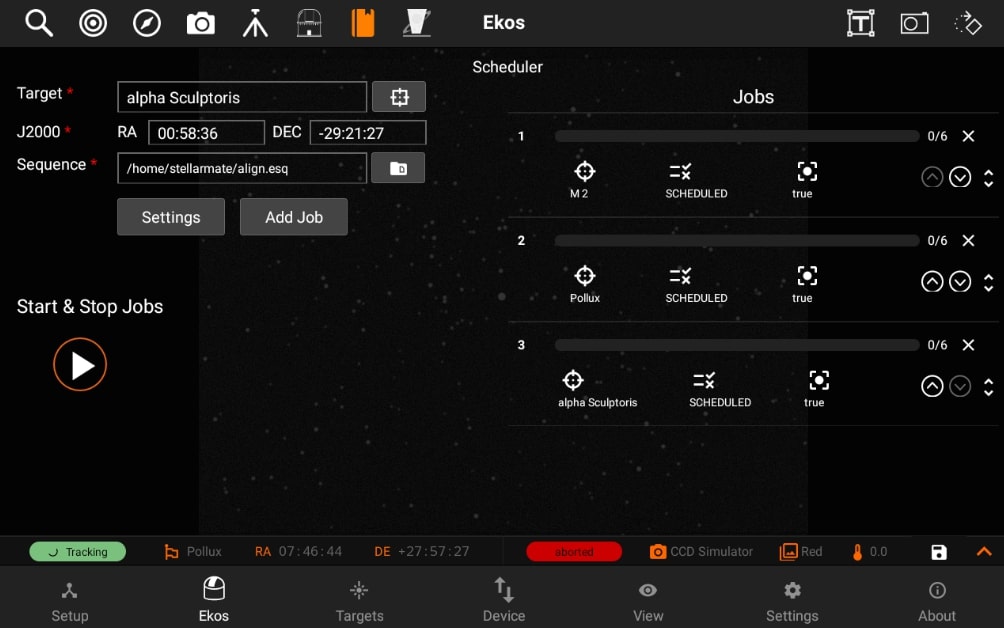 Ekos
Scheduler
Target *
alpha Sculptoris
J2000 *
RA
00:58:36
DEC
-29:21:27
Sequence *
/home/stellarmate/align.esq
Settings
Add Job
Start & Stop Jobs
Jobs
1
0/6
M 2
SCHEDULED
true
2
0/6
Pollux
SCHEDULED
true
3
0/6
alpha Sculptoris
SCHEDULED
true
Tracking
Pollux
RA 07:46:44
DE +27:57:27
aborted
CCD Simulator
Red
0.0
Setup
Ekos
Targets
Device
View
Settings
About